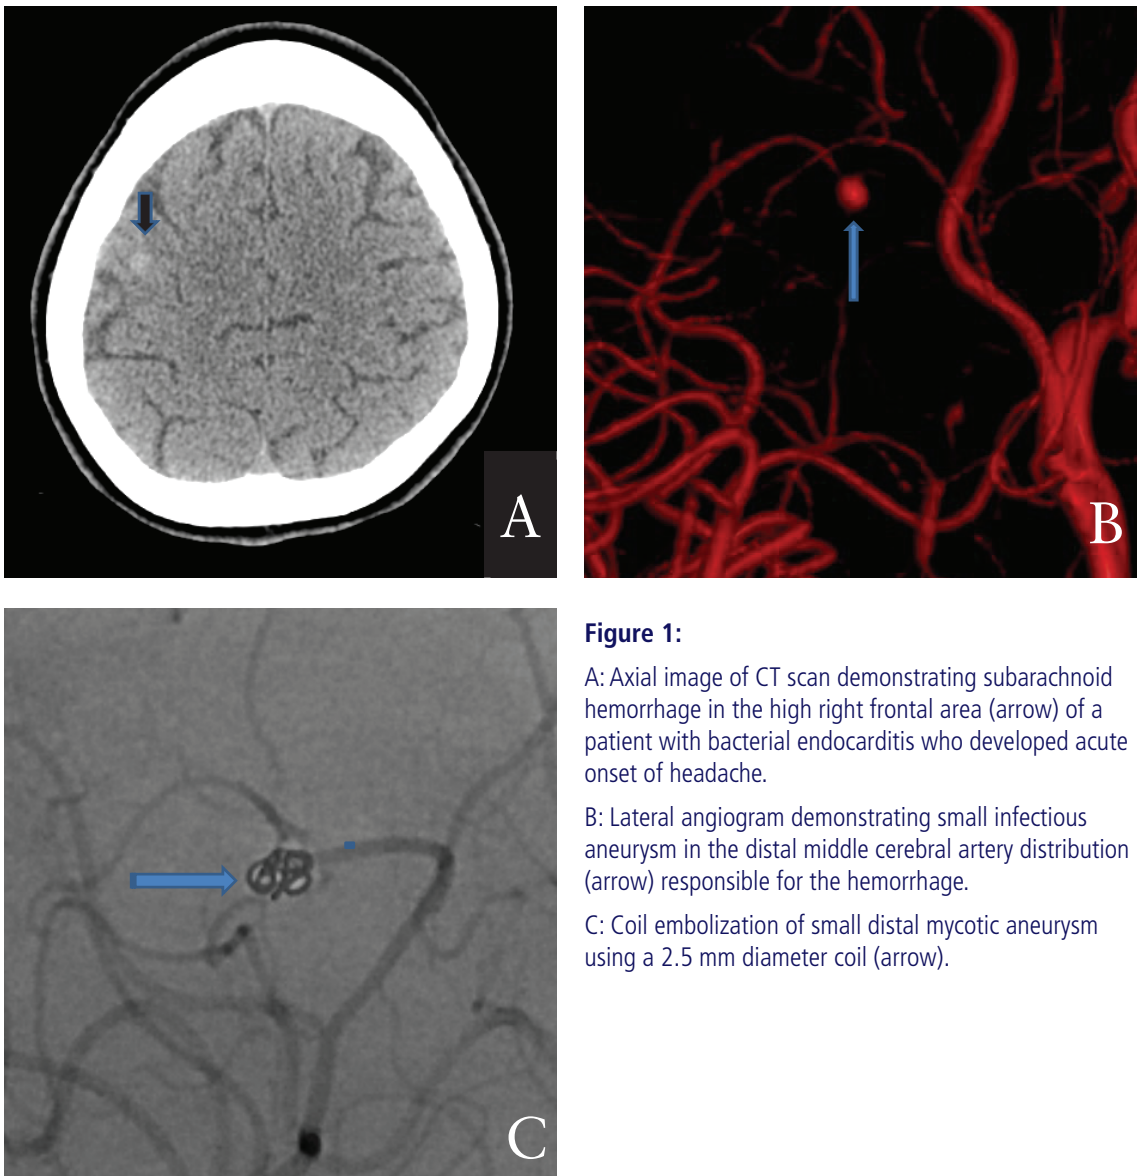 A
B
Figure 1:
A: Axial image of CT scan demonstrating subarachnoid
hemorrhage in the high right frontal area (arrow) of a
patient with bacterial endocarditis who developed acute
onset of headache.
B: Lateral angiogram demonstrating small infectious
aneurysm in the distal middle cerebral artery distribution
(arrow) responsible for the hemorrhage.
C: Coil embolization of small distal mycotic aneurysm
using a 2.5 mm diameter coil (arrow).
C